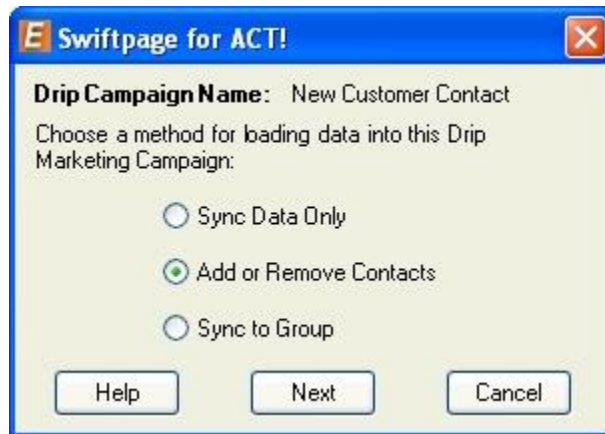 E Swiftpage for ACT!
Drip Campaign Name: New Customer Contact
Choose a method for loading data into this Drip
Marketing Campaign:
Sync Data Only
Add or Remove Contacts
Sync to Group
Help Next Cancel